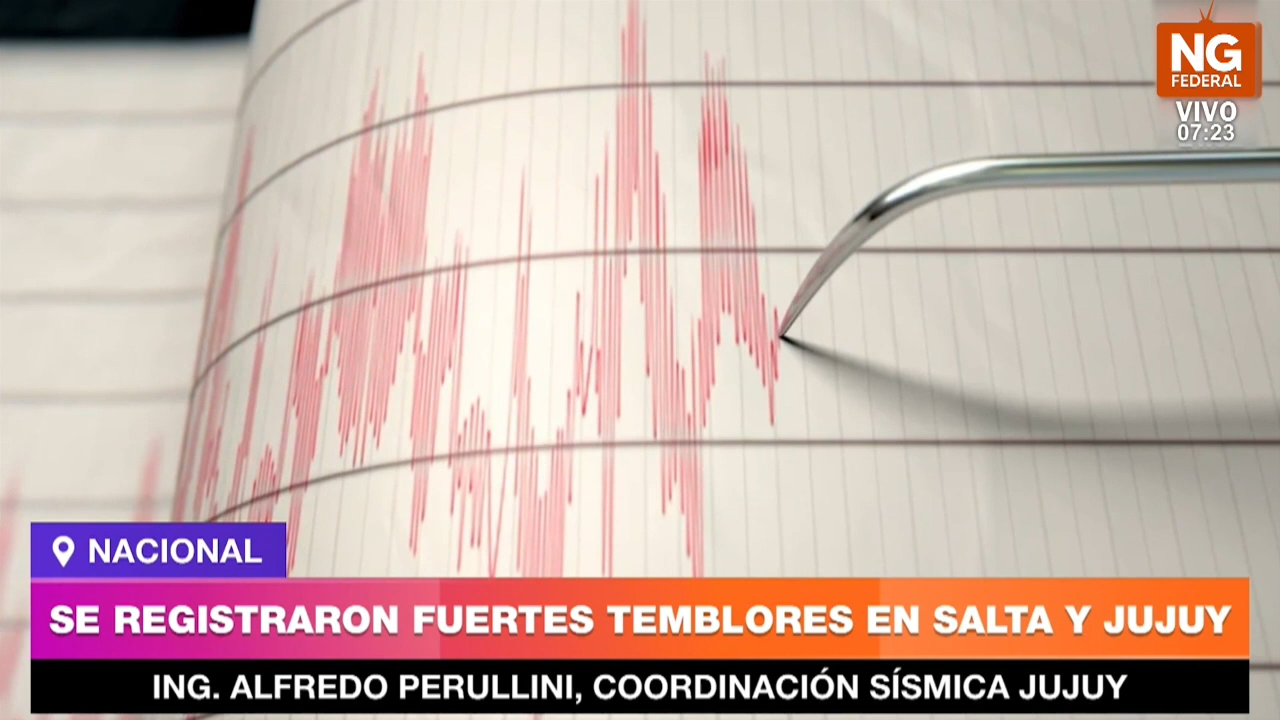 NG
FEDERAL
VIVO
07:23
NACIONAL
SE REGISTRARON FUERTES TEMBLORES EN SALTA Y JUJUY
ING. ALFREDO PERULLINI, COORDINACIÓN SÍSMICA JUJUY